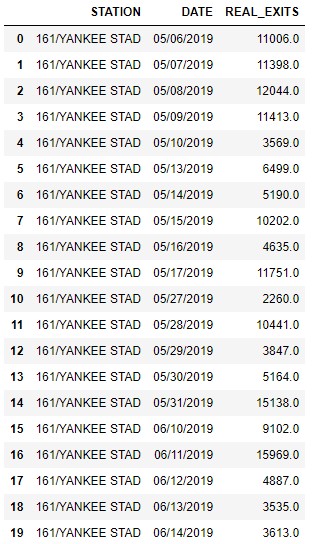 STATION DATE REAL_EXITS
0 161/YANKEE STAD 05/06/2019 11006.0
1 161/YANKEE STAD 05/07/2019 11398.0
2 161/YANKEE STAD 05/08/2019 12044.0
3 161/YANKEE STAD 05/09/2019 11413.0
4 161/YANKEE STAD 05/10/2019 3569.0
5 161/YANKEE STAD 05/13/2019 6499.0
6 161/YANKEE STAD 05/14/2019 5190.0
7 161/YANKEE STAD 05/15/2019 10202.0
8 161/YANKEE STAD 05/16/2019 4635.0
9 161/YANKEE STAD 05/17/2019 11751.0
10 161/YANKEE STAD 05/27/2019 2260.0
11 161/YANKEE STAD 05/28/2019 10441.0
12 161/YANKEE STAD 05/29/2019 3847.0
13 161/YANKEE STAD 05/30/2019 5164.0
14 161/YANKEE STAD 05/31/2019 15138.0
15 161/YANKEE STAD 06/10/2019 9102.0
16 161/YANKEE STAD 06/11/2019 15969.0
17 161/YANKEE STAD 06/12/2019 4887.0
18 161/YANKEE STAD 06/13/2019 3535.0
19 161/YANKEE STAD 06/14/2019 3613.0